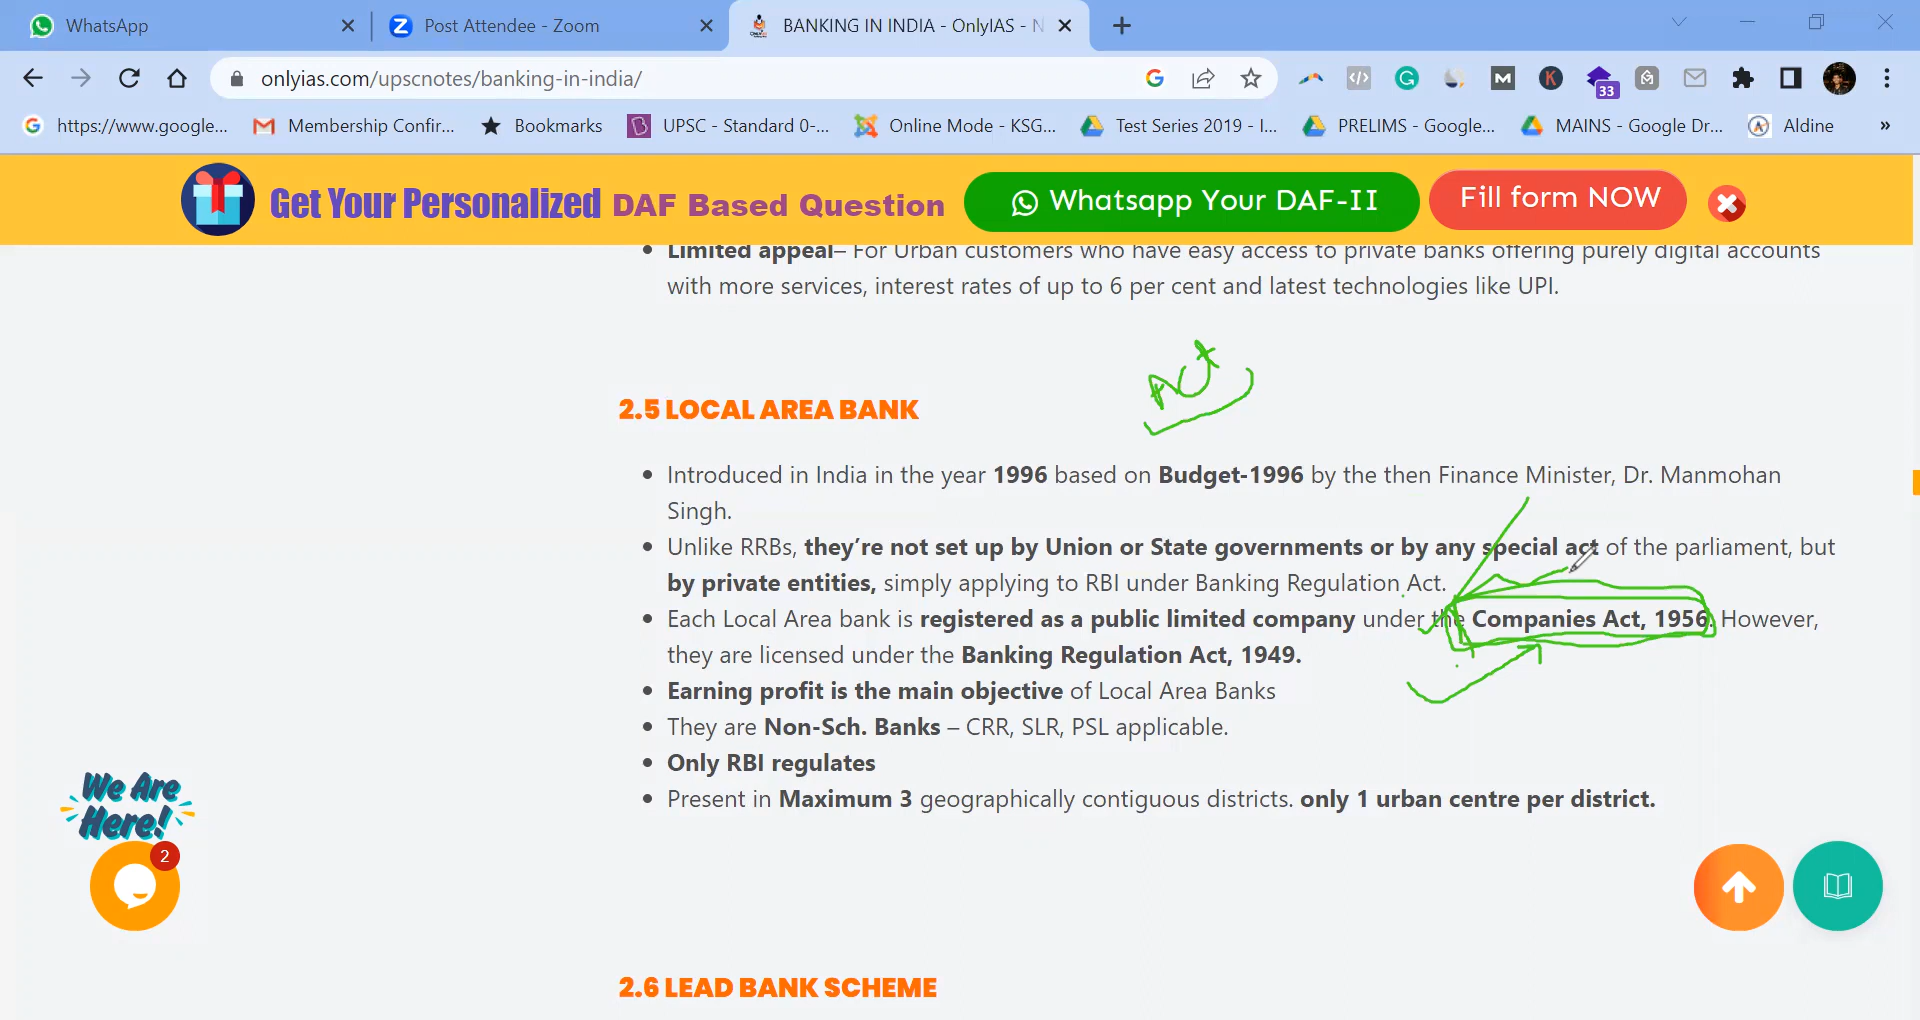 WhatsApp
Post Attendee - Zoom
BANKING IN INDIA - OnlyIAS - N
onlyias.com/upscnotes/banking-in-india/
33
https://www.google...
Membership Confir...
Bookmarks
UPSC - Standard 0-...
Online Mode - KSG...
Test Series 2019 - I...
PRELIMS - Google...
MAINS - Google Dr...
Aldine
»
Get Your Personalized DAF Based Question
Whatsapp Your DAF-II
Fill form NOW
• Limited appeal– For Urban customers who have easy access to private banks offering purely digital accounts
with more services, interest rates of up to 6 per cent and latest technologies like UPI.
Act
2.5 LOCAL AREA BANK
• Introduced in India in the year 1996 based on Budget-1996 by the then Finance Minister, Dr. Manmohan
Singh.
• Unlike RRBs, they’re not set up by Union or State governments or by any special act of the parliament, but
by private entities, simply applying to RBI under Banking Regulation Act.
• Each Local Area bank is registered as a public limited company under the Companies Act, 1956. However,
they are licensed under the Banking Regulation Act, 1949.
• Earning profit is the main objective of Local Area Banks
• They are Non-Sch. Banks – CRR, SLR, PSL applicable.
• Only RBI regulates
• Present in Maximum 3 geographically contiguous districts. only 1 urban centre per district.
We Are
Here!
2
2.6 LEAD BANK SCHEME